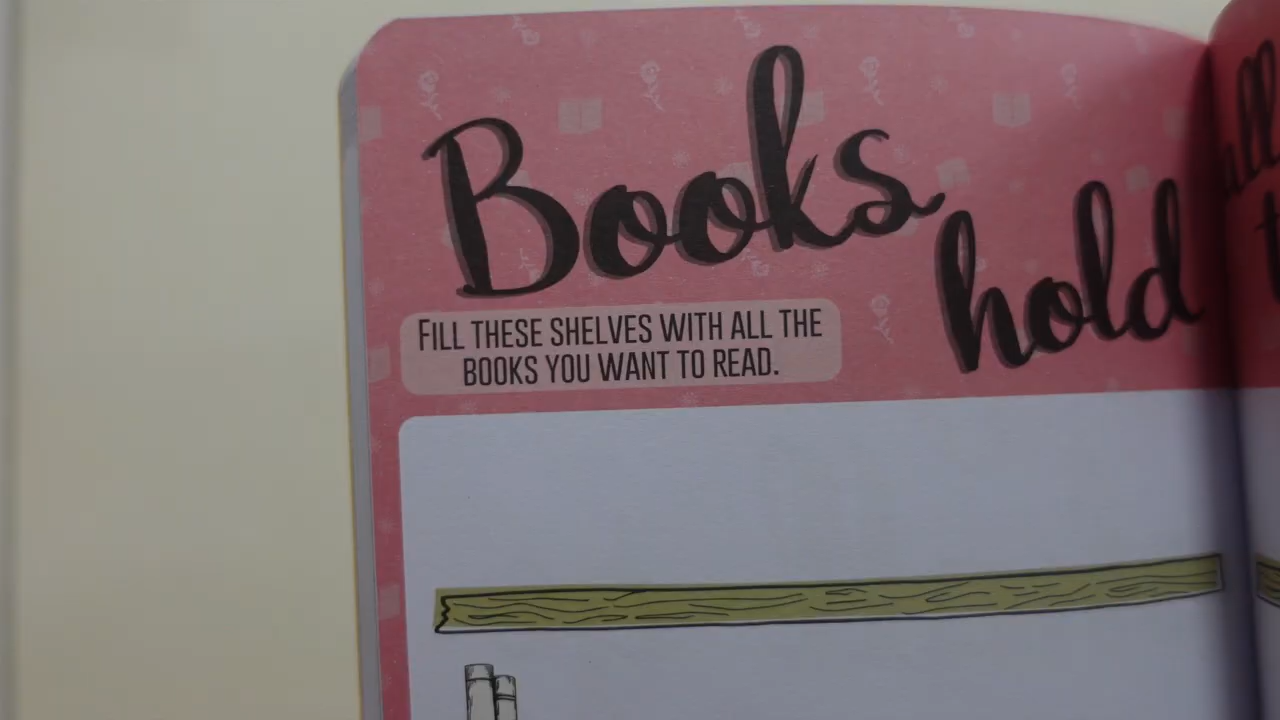 Books
hold
FILL THESE SHELVES WITH ALL THE
BOOKS YOU WANT TO READ.